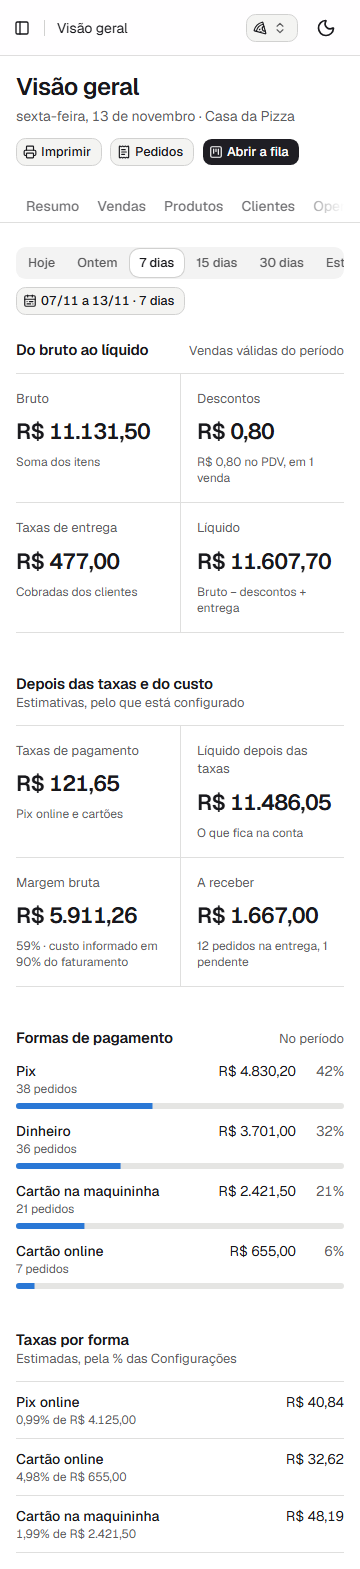 Visão geral
Visão geral
sexta-feira, 13 de novembro · Casa da Pizza
Imprimir Pedidos Abrir a fila
Resumo Vendas Produtos Clientes Ope
Hoje Ontem 7 dias 15 dias 30 dias Est
07/11 a 13/11 · 7 dias
Do bruto ao líquido Vendas válidas do período
Bruto
R$ 11.131,50
Soma dos itens
Descontos
R$ 0,80
R$ 0,80 no PDV, em 1
venda
Taxas de entrega
R$ 477,00
Cobradas dos clientes
Líquido
R$ 11.607,70
Bruto − descontos +
entrega
Depois das taxas e do custo
Estimativas, pelo que está configurado
Taxas de pagamento
R$ 121,65
Pix online e cartões
Líquido depois das
taxas
R$ 11.486,05
O que fica na conta
Margem bruta
R$ 5.911,26
59% · custo informado em
90% do faturamento
A receber
R$ 1.667,00
12 pedidos na entrega, 1
pendente
Formas de pagamento No período
Pix R$ 4.830,20 42%
38 pedidos
Dinheiro R$ 3.701,00 32%
36 pedidos
Cartão na maquininha R$ 2.421,50 21%
21 pedidos
Cartão online R$ 655,00 6%
7 pedidos
Taxas por forma
Estimadas, pela % das Configurações
Pix online R$ 40,84
0,99% de R$ 4.125,00
Cartão online R$ 32,62
4,98% de R$ 655,00
Cartão na maquininha R$ 48,19
1,99% de R$ 2.421,50